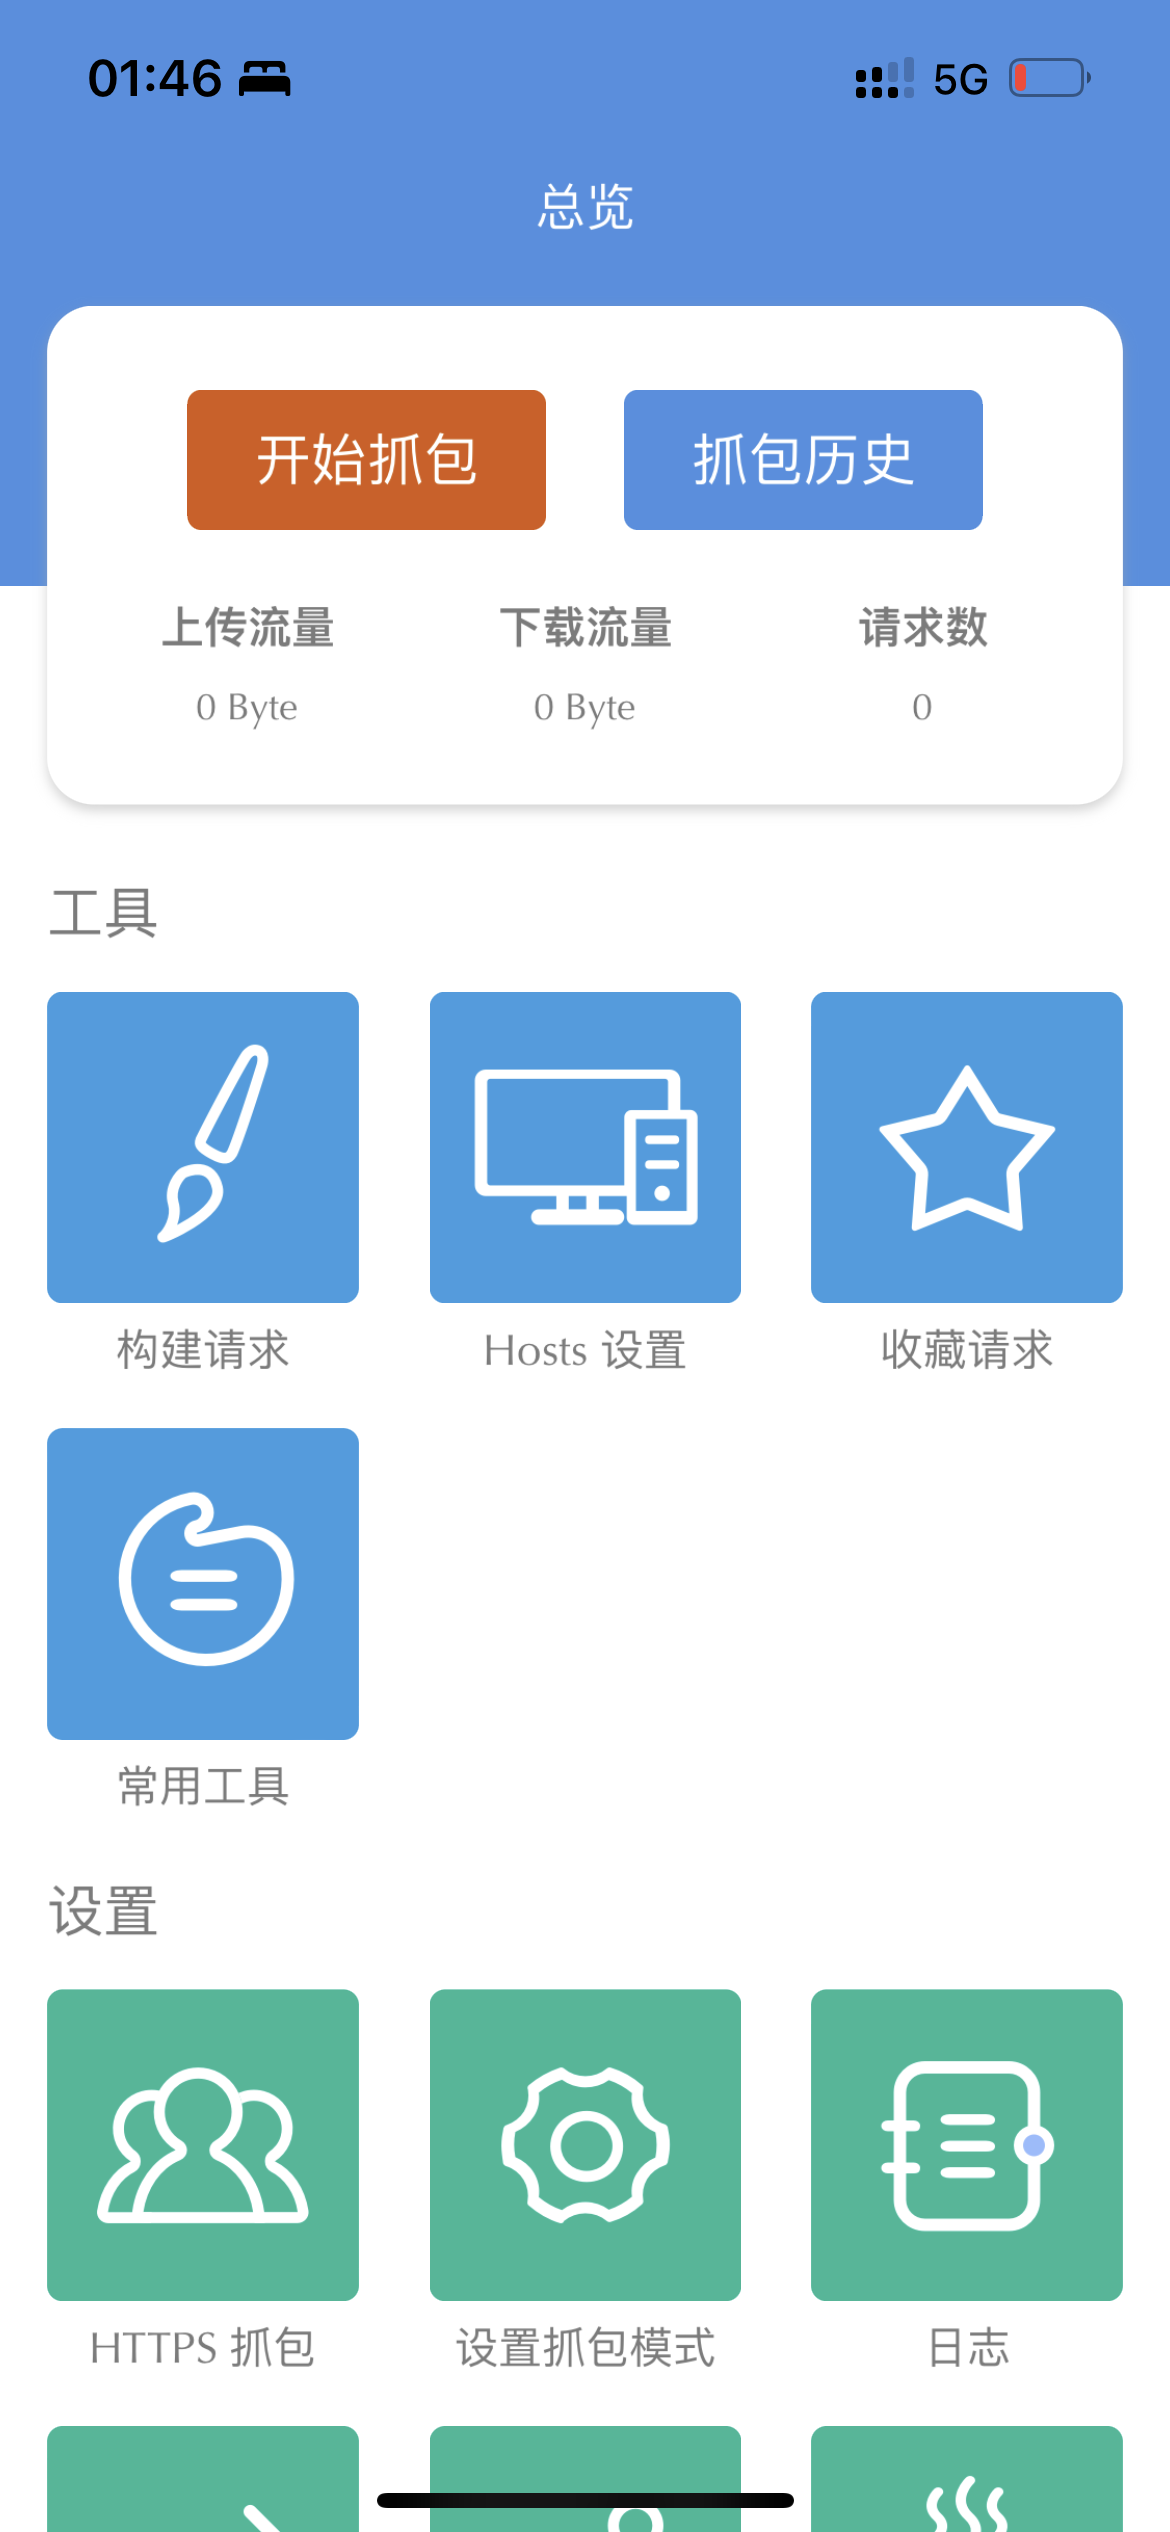 01:46
5G
总览
开始抓包 抓包历史
上传流量 下载流量 请求数
0 Byte 0 Byte 0
工具
构建请求 Hosts 设置 收藏请求
常用工具
设置
HTTPS 抓包 设置抓包模式 日志